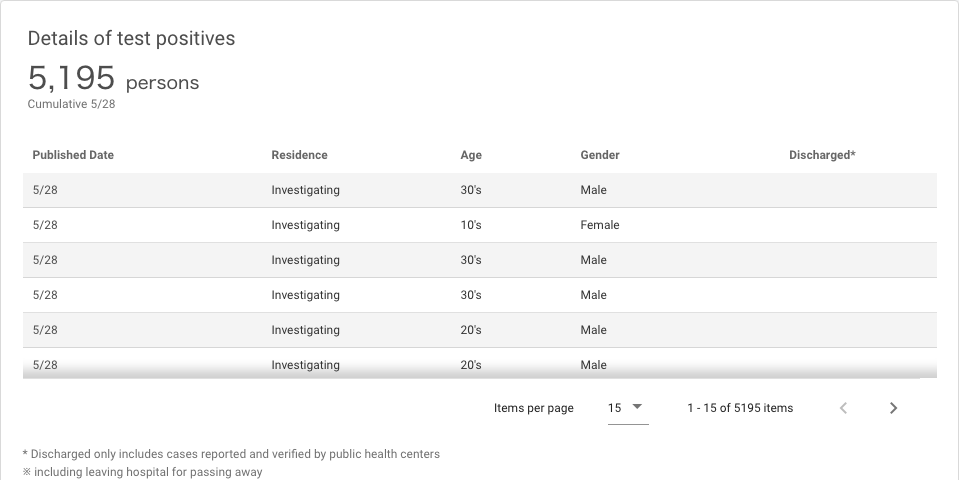 Details of test positives
5,195 persons
Cumulative 5/28
Published Date Residence Age Gender Discharged*
5/28 Investigating 30's Male
5/28 Investigating 10's Female
5/28 Investigating 30's Male
5/28 Investigating 30's Male
5/28 Investigating 20's Male
5/28 Investigating 20's Male
Items per page 15 1 - 15 of 5195 items
* Discharged only includes cases reported and verified by public health centers
※ including leaving hospital for passing away